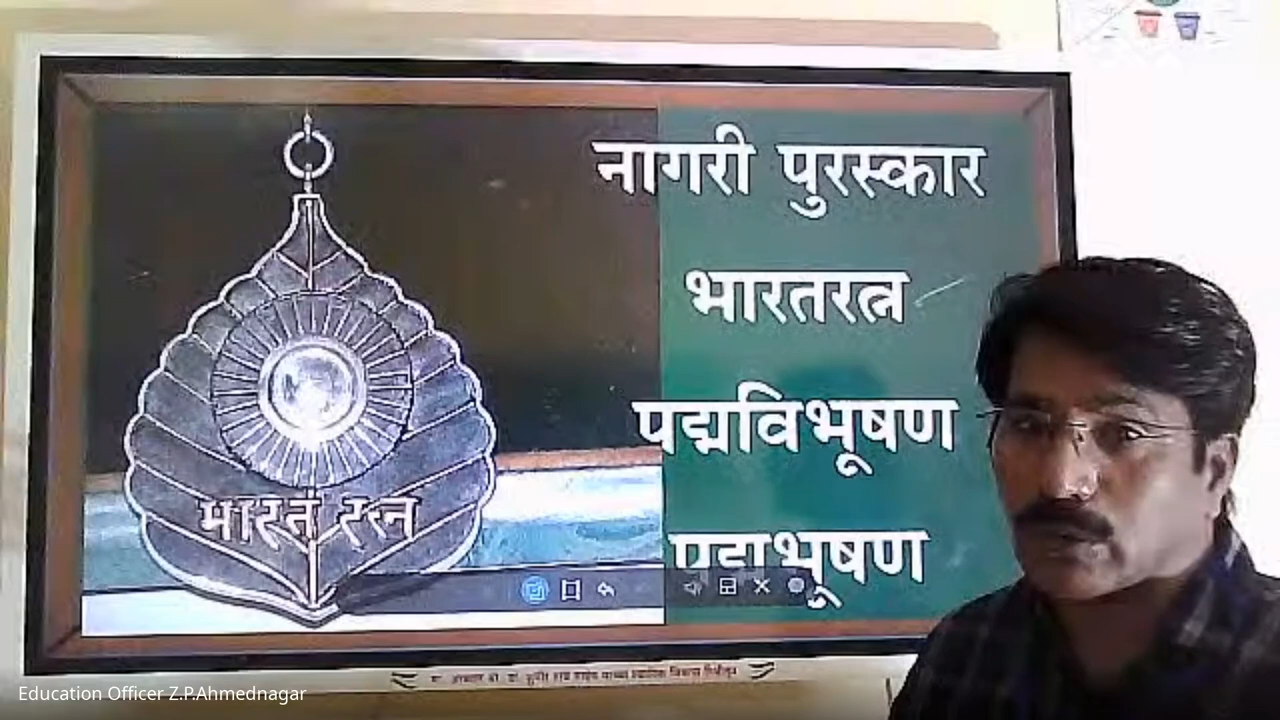 नागरी पुरस्कार
भारतरत्न
पद्मविभूषण
पद्मभूषण
भारत रत्न
Education Officer Z.P.Ahmednagar